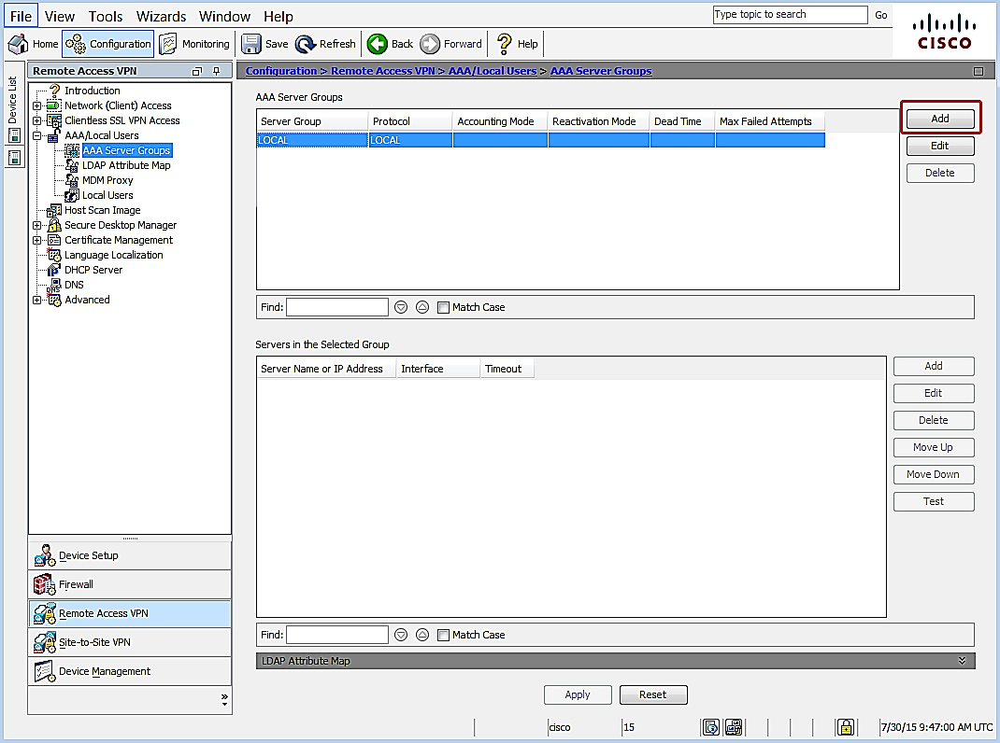 File View Tools Wizards Window Help
Type topic to search Go
Home Configuration Monitoring Save Refresh Back Forward Help
CISCO
Device List
Remote Access VPN
Introduction
Network (Client) Access
Clientless SSL VPN Access
AAA/Local Users
AAA Server Groups
LDAP Attribute Map
MDM Proxy
Local Users
Host Scan Image
Secure Desktop Manager
Certificate Management
Language Localization
DHCP Server
DNS
DNS
Advanced
Device Setup
Firewall
Remote Access VPN
Site-to-Site VPN
Device Management
Configuration > Remote Access VPN > AAA/Local Users > AAA Server Groups
AAA Server Groups
Server Group Protocol Accounting Mode Reactivation Mode Dead Time Max Failed Attempts
LOCAL LOCAL
Add
Edit
Delete
Find: Match Case
Servers in the Selected Group
Server Name or IP Address Interface Timeout
Add
Edit
Delete
Move Up
Move Down
Test
Find: Match Case
LDAP Attribute Map
Apply Reset
cisco 15 7/30/15 9:47:00 AM UTC